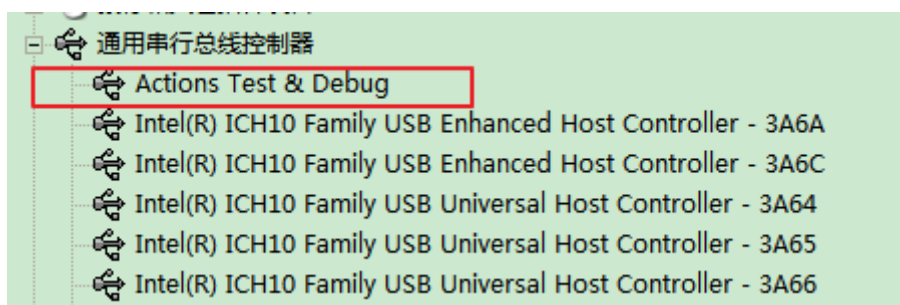 通用串行总线控制器
Actions Test & Debug
Intel(R) ICH10 Family USB Enhanced Host Controller - 3A6A
Intel(R) ICH10 Family USB Enhanced Host Controller - 3A6C
Intel(R) ICH10 Family USB Universal Host Controller - 3A64
Intel(R) ICH10 Family USB Universal Host Controller - 3A65
Intel(R) ICH10 Family USB Universal Host Controller - 3A66